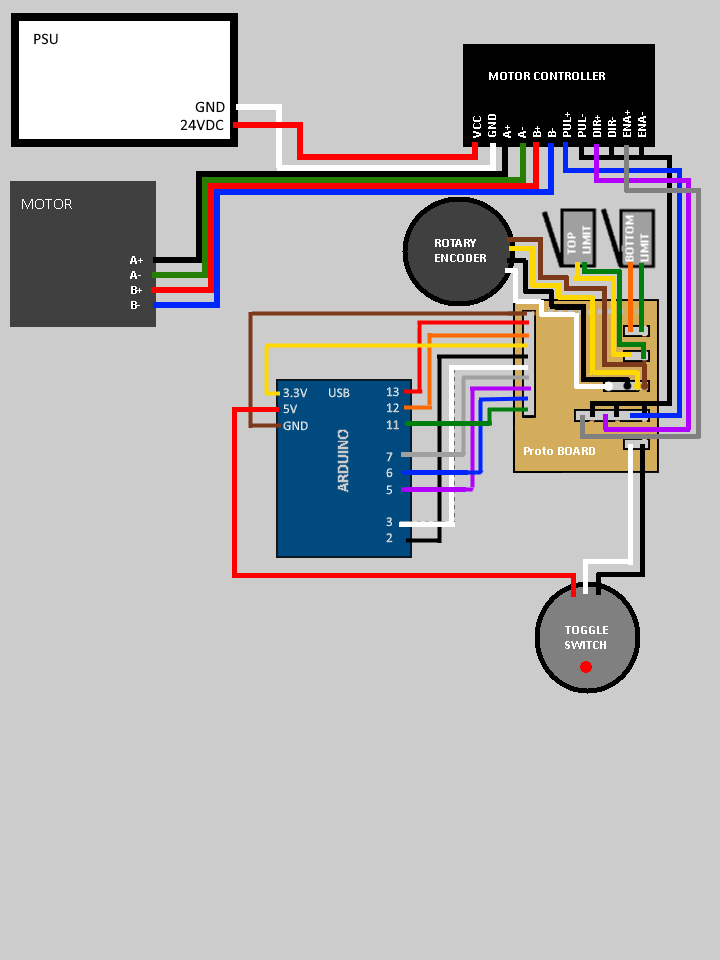 PSU
GND
24VDC
MOTOR CONTROLLER
VCC
GND
A+
A-
B+
B-
PUL+
PUL-
DIR+
DIR-
ENA+
ENA-
MOTOR
A+
A-
B+
B-
ROTARY
ENCODER
TOP
LIMIT
BOTTOM
LIMIT
3.3V
USB
13
5V
12
GND
11
ARDUINO
7
6
5
3
2
Proto BOARD
TOGGLE
SWITCH